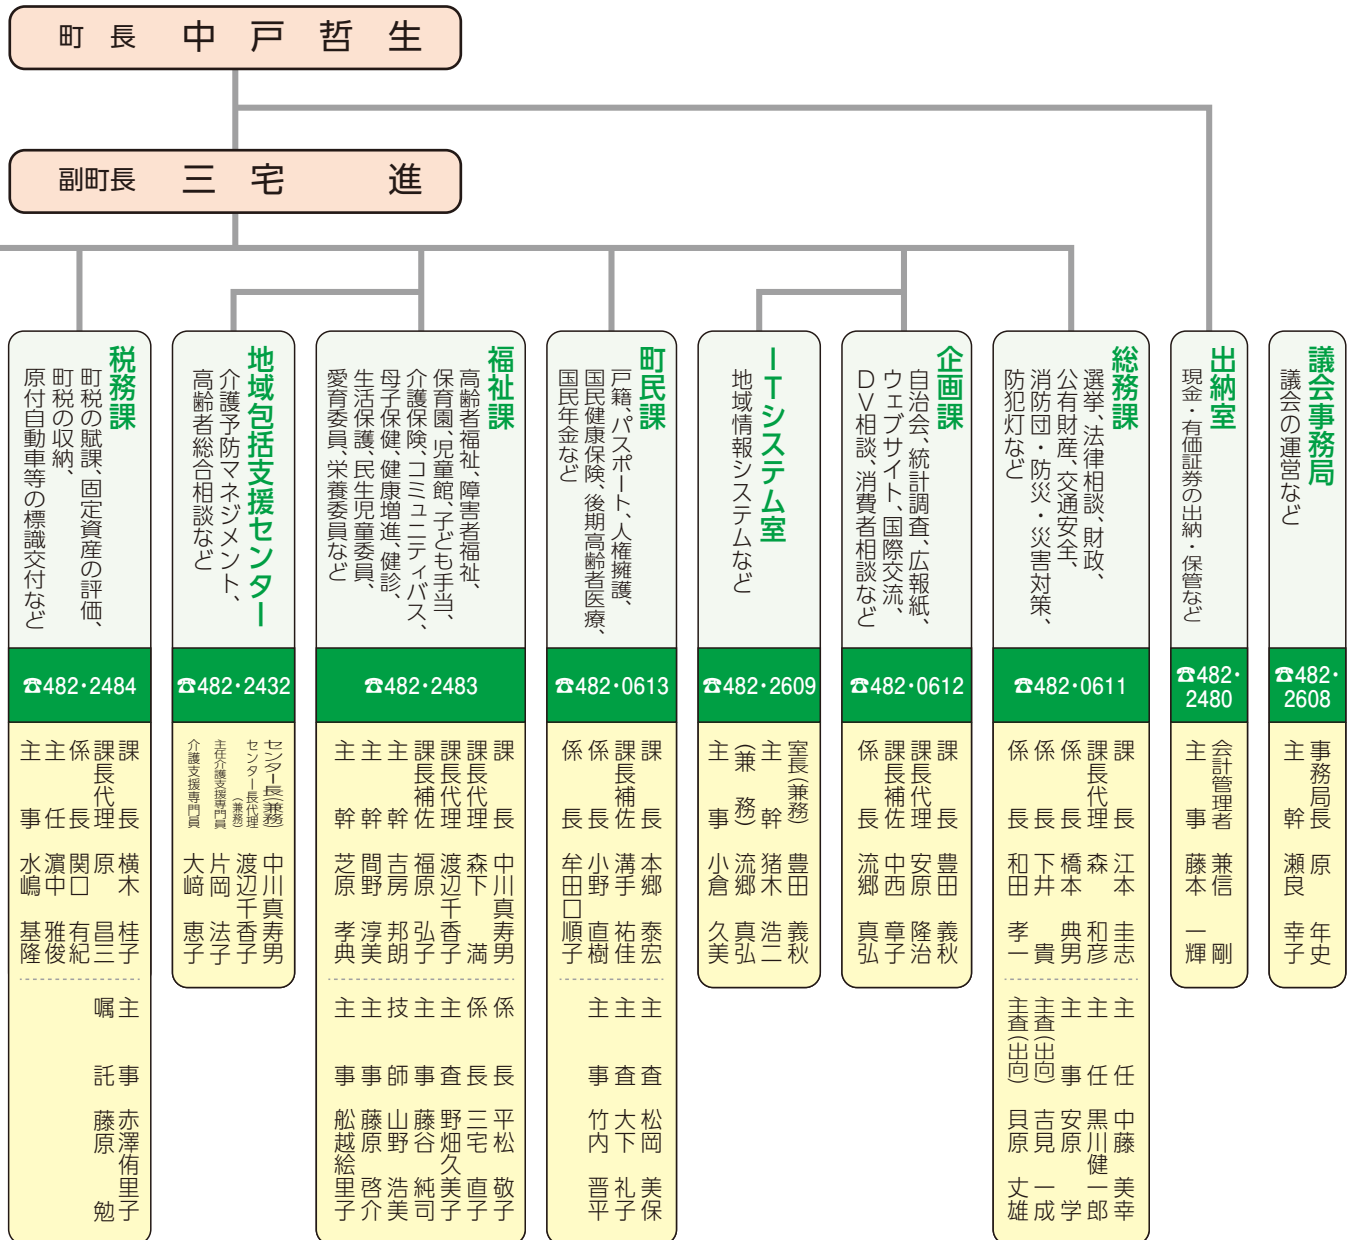 町長 中戸哲生
副町長 三宅 進
議会事務局
議会の運営など
☎482・
2608
事務局長 原 年史
主幹 瀬良 幸子
出納室
現金・有価証券の出納・保管など
☎482・
2480
会計管理者 兼信 剛
主事 藤本 一輝
総務課
選挙、法律相談、財政、
公有財産、交通安全、
消防団・防災・災害対策、
防犯灯など
☎482・0611
課長 江本 圭志
課長代理 森 和彦
係長 橋本 典男
係長 下井 貴
係長 和田 孝一
主任 中藤 美幸
主任 黒川健一郎
主事 安原 学
主査(出向) 吉見 一成
主査(出向) 貝原 丈雄
企画課
自治会、統計調査、広報紙、
ウェブサイト、国際交流、
DV相談、消費者相談など
☎482・0612
課長 豊田 義秋
課長代理 安原 隆治
課長補佐 中西 章子
係長 流郷 真弘
ITシステム室
地域情報システムなど
☎482・2609
室長(兼務) 豊田 義秋
主幹 猪木 浩二
(兼務) 流郷 真弘
主事 小倉 久美
町民課
戸籍、パスポート、人権擁護、
国民健康保険、後期高齢者医療、
国民年金など
☎482・0613
課長 本郷 泰宏
課長補佐 溝手 祐佳
係長 小野 直樹
係長 牟田口順子
主査 松岡 美保
主査 大下 礼子
主事 竹内 晋平
福祉課
高齢者福祉、障害者福祉、
保育園、児童館、子ども手当、
介護保険、コミュニティバス、
母子保健、健康増進、健診、
生活保護、民生児童委員、
愛育委員、栄養委員など
☎482・2483
課長 中川真寿男
課長代理 森下 満
課長代理 渡辺千香子
課長補佐 福原 弘子
主幹 吉房 邦朗
主幹 間野 淳美
主幹 芝原 孝典
係長 平松 敬子
係長 三宅 直子
主査 野畑久美子
主事 藤谷 純司
技師 山野 浩美
主事 藤原 啓介
主事 舩越絵里子
地域包括支援センター
介護予防マネジメント、
高齢者総合相談など
☎482・2432
センター長(兼務) 中川真寿男
センター長代理(兼務) 渡辺千香子
主任介護支援専門員 片岡 法子
介護支援専門員 大﨑 恵子
税務課
町税の賦課、固定資産の評価、
町税の収納、
原付自動車等の標識交付など
☎482・2484
課長 横木 桂子
課長代理 原 昌三
係長 関口 有紀
主任 濵中 雅俊
主事 水嶋 基隆
主事 赤澤侑里子
嘱託 藤原 勉